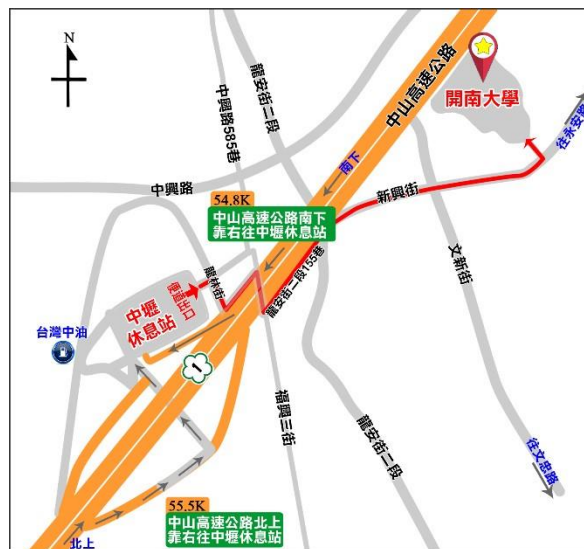 N
中山高速公路
開南大學
往永安路
龍安街二段
中興路585巷
中興路
南下
新興街
54.8K
中山高速公路南下
靠右往中壢休息站
龍安街二段155巷
文新街
龍林街
便道出口
中壢
休息站
台灣中油
1
福興三街
龍安街二段
往文忠路
55.5K
中山高速公路北上
靠右往中壢休息站
北上